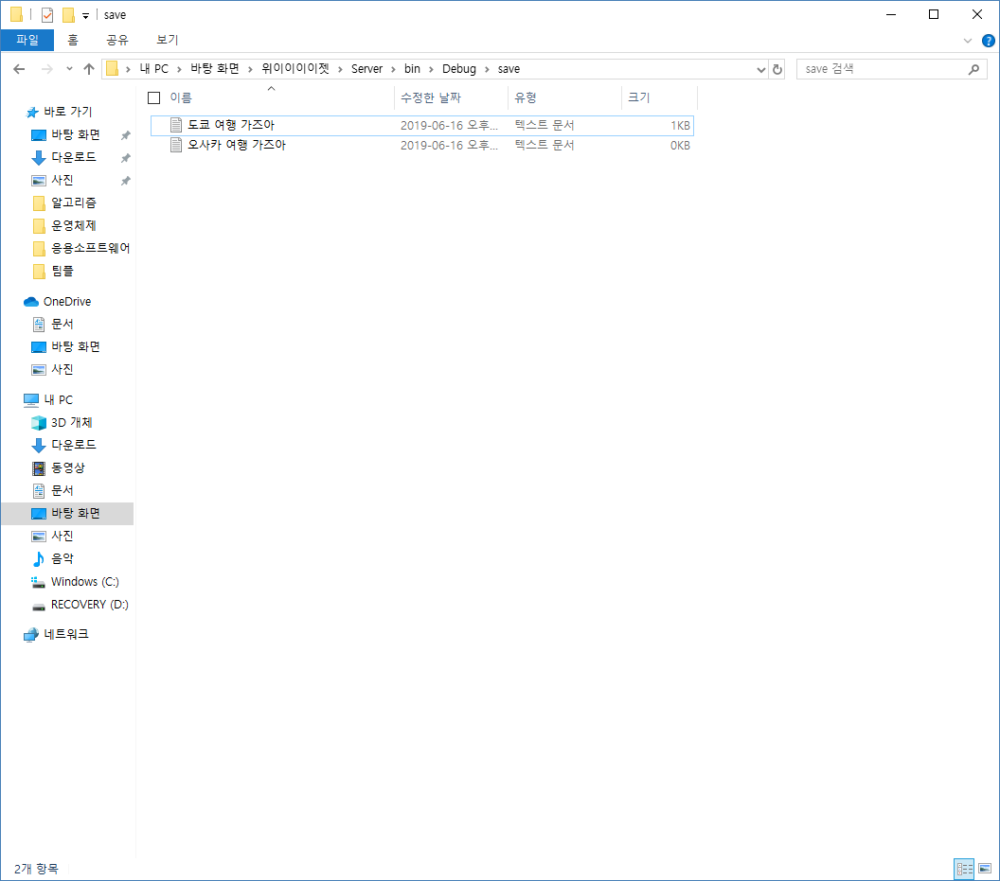 save
파일 홈 공유 보기
내 PC 바탕 화면 위이이이이젯 Server bin Debug save
save 검색
이름 수정한 날짜 유형 크기
도쿄 여행 가즈아 2019-06-16 오후... 텍스트 문서 1KB
오사카 여행 가즈아 2019-06-16 오후... 텍스트 문서 0KB
바로 가기
바탕 화면
다운로드
사진
알고리즘
운영체제
응용소프트웨어
팀플
OneDrive
문서
바탕 화면
사진
내 PC
3D 개체
다운로드
동영상
문서
바탕 화면
사진
음악
Windows (C:)
RECOVERY (D:)
네트워크
2개 항목